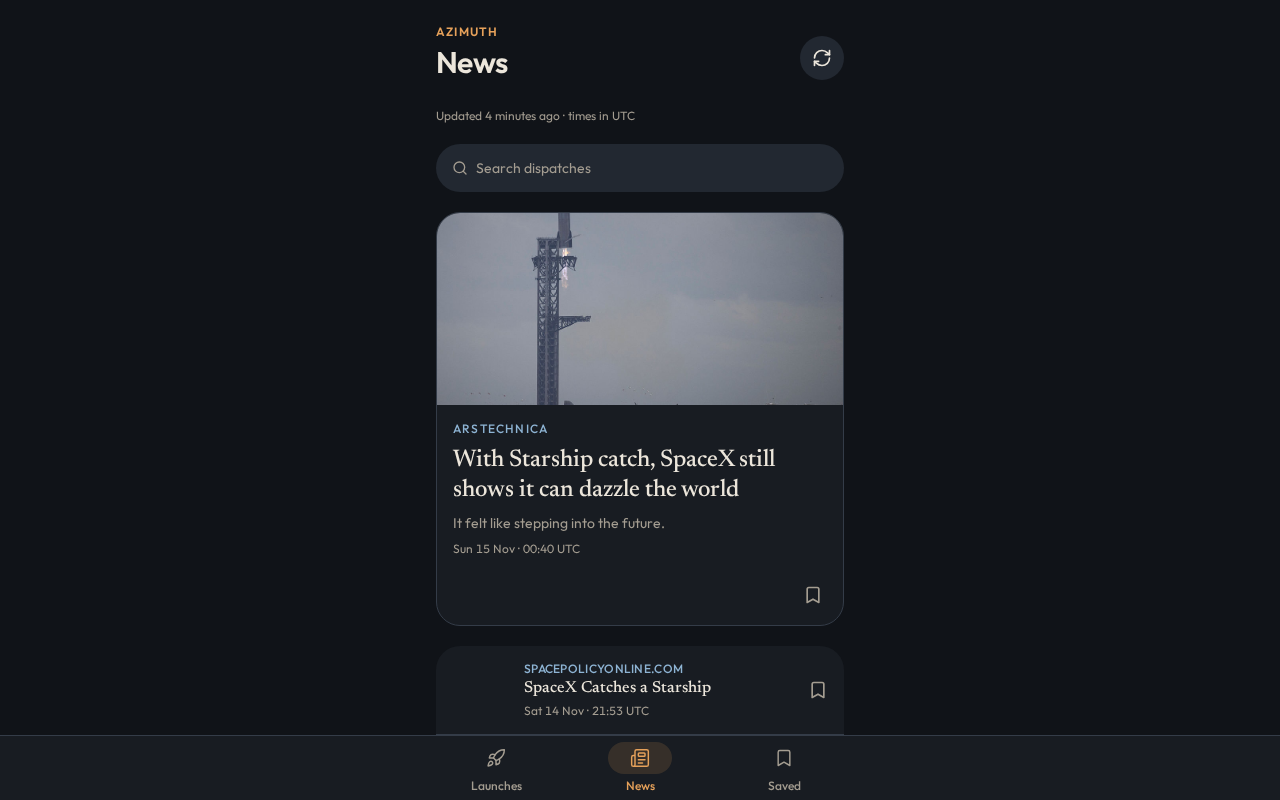 AZIMUTH
News
Updated 4 minutes ago · times in UTC
Search dispatches
ARSTECHNICA
With Starship catch, SpaceX still
shows it can dazzle the world
It felt like stepping into the future.
Sun 15 Nov · 00:40 UTC
SPACEPOLICYONLINE.COM
SpaceX Catches a Starship
Sat 14 Nov · 21:53 UTC
Launches
News
Saved